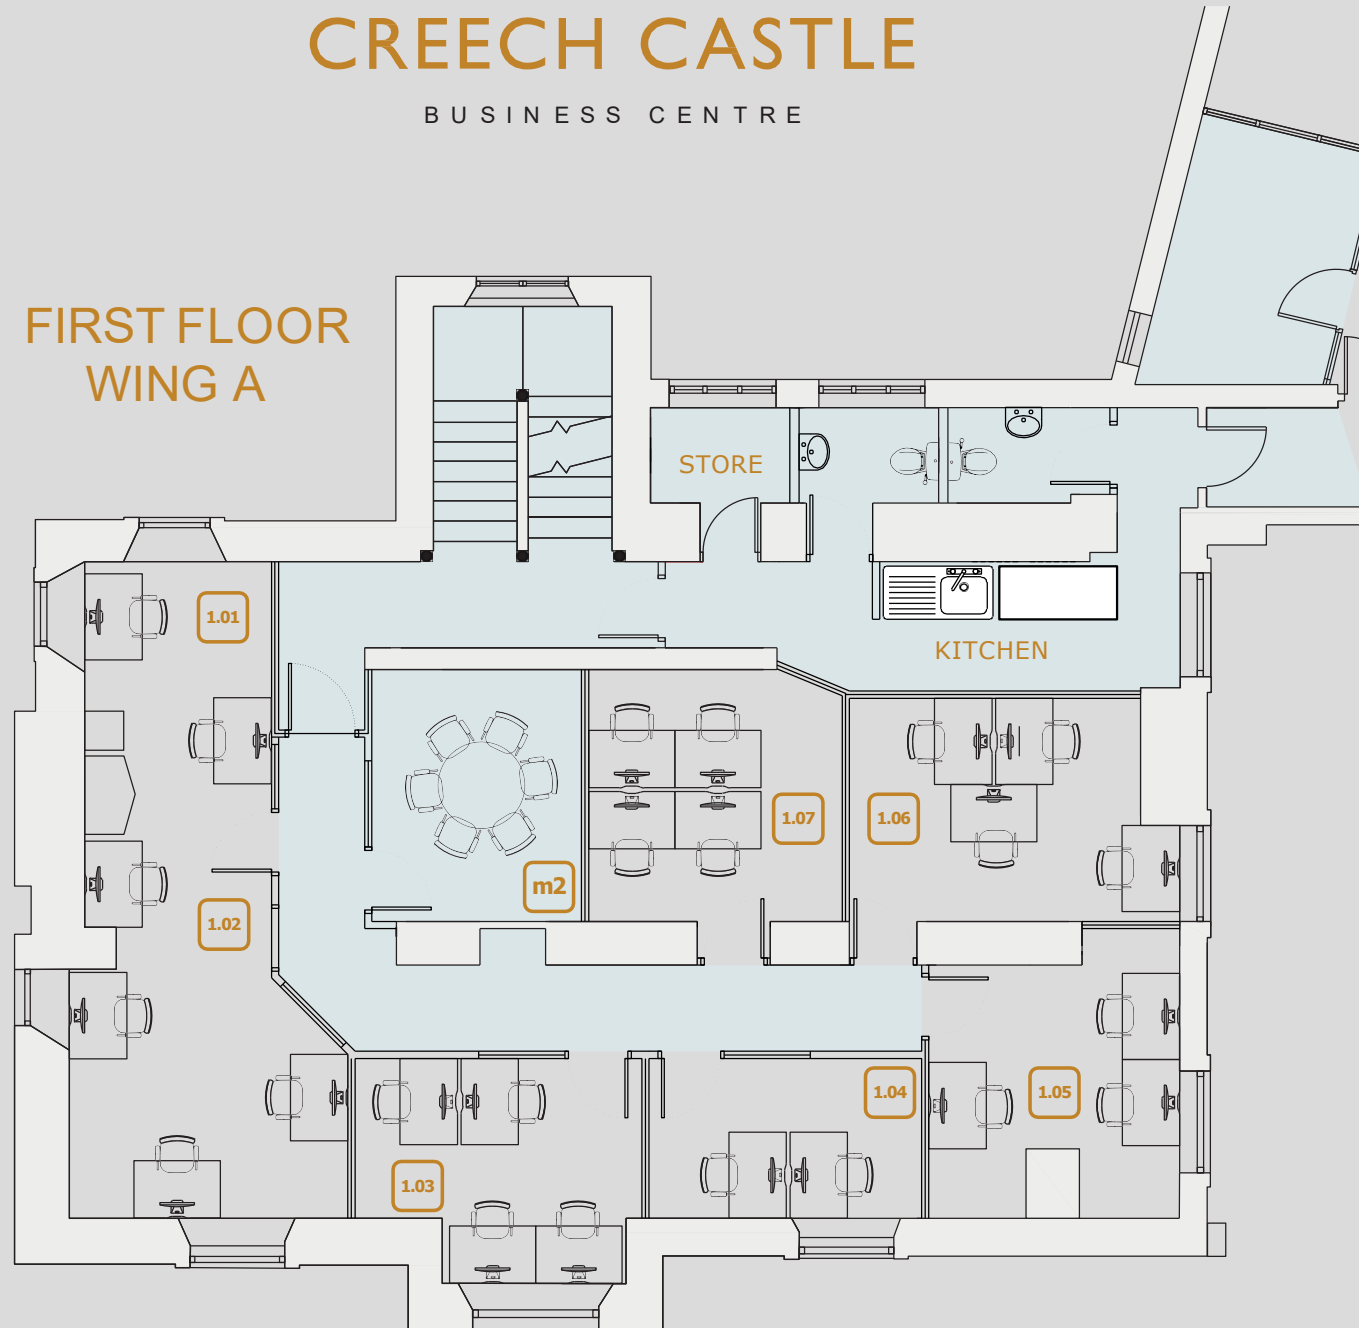 CREECH CASTLE
BUSINESS CENTRE
FIRST FLOOR
WING A
STORE
1.01
KITCHEN
1.07
1.06
m2
1.02
1.04
1.05
1.03